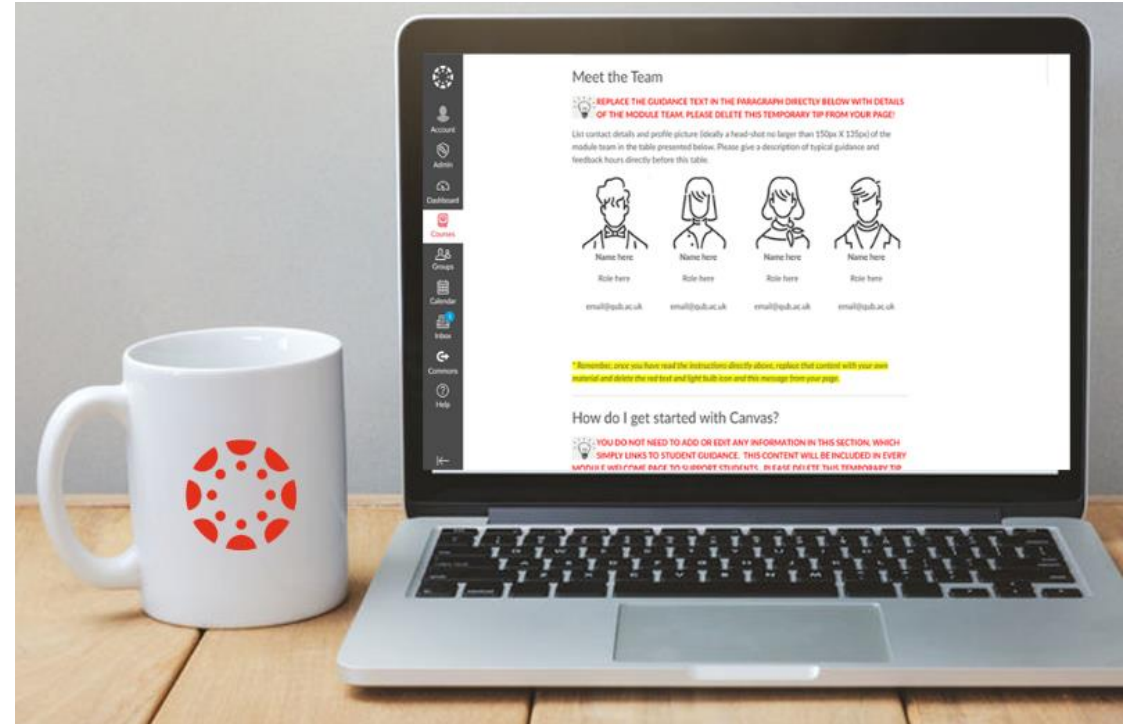 Meet the Team
REPLACE THE GUIDANCE TEXT IN THE PARAGRAPH DIRECTLY BELOW WITH DETAILS
OF THE MODULE TEAM. PLEASE DELETE THIS TEMPORARY TIP FROM YOUR PAGE!
List contact details and profile picture (ideally a head-shot no larger than 150px X 125px) of the
module team in the table presented below. Please give a description of typical guidance and
feedback hours directly before this table.
Name here Name here Name here Name here
Role here Role here Role here Role here
email@qub.ac.uk email@qub.ac.uk email@qub.ac.uk email@qub.ac.uk
* Remember, once you have read the instructions directly above, replace that content with your own
material and delete the red text and light bulb icon and this message from your page.
How do I get started with Canvas?
YOU DO NOT NEED TO ADD OR EDIT ANY INFORMATION IN THIS SECTION, WHICH
SIMPLY LINKS TO STUDENT GUIDANCE. THIS CONTENT WILL BE INCLUDED IN EVERY
MODULE WELCOME PAGE TO SUPPORT STUDENTS. PLEASE DELETE THIS TEMPORARY TIP
Account
Admin
Dashboard
Courses
Groups
Calendar
1
Inbox
Commons
Help